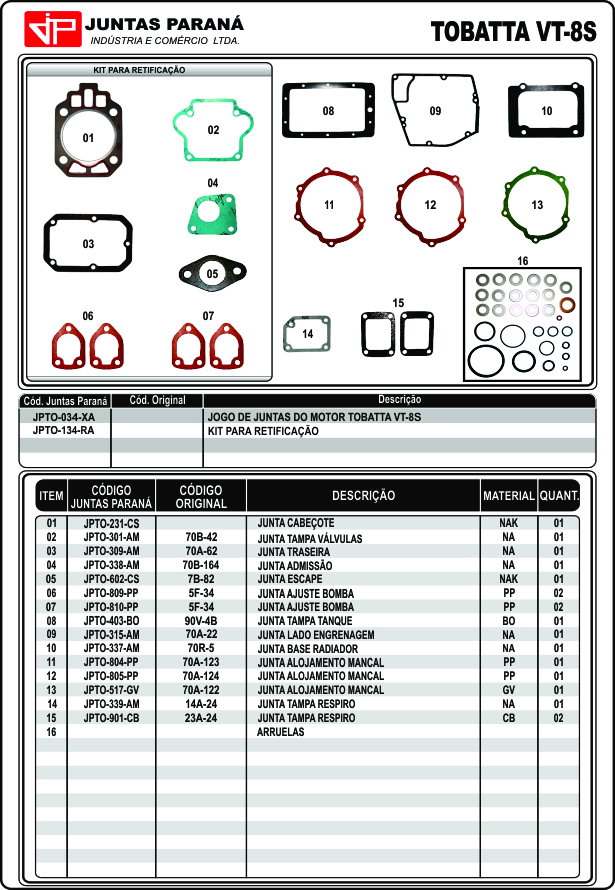 JP
JUNTAS PARANÁ
INDÚSTRIA E COMÉRCIO LTDA.
TOBATTA VT-8S
KIT PARA RETIFICAÇÃO
01
02
03
04
05
06
07
08
09
10
11
12
13
14
15
16
Cód. Juntas Paraná Cód. Original Descrição
JPTO-034-XA JOGO DE JUNTAS DO MOTOR TOBATTA VT-8S
JPTO-134-RA KIT PARA RETIFICAÇÃO
ITEM CÓDIGO JUNTAS PARANÁ CÓDIGO ORIGINAL DESCRIÇÃO MATERIAL QUANT.
01 JPTO-231-CS JUNTA CABEÇOTE NAK 01
02 JPTO-301-AM 70B-42 JUNTA TAMPA VÁLVULAS NA 01
03 JPTO-309-AM 70A-62 JUNTA TRASEIRA NA 01
04 JPTO-338-AM 70B-164 JUNTA ADMISSÃO NA 01
05 JPTO-602-CS 7B-82 JUNTA ESCAPE NAK 01
06 JPTO-809-PP 5F-34 JUNTA AJUSTE BOMBA PP 02
07 JPTO-810-PP 5F-34 JUNTA AJUSTE BOMBA PP 02
08 JPTO-403-BO 90V-4B JUNTA TAMPA TANQUE BO 01
09 JPTO-315-AM 70A-22 JUNTA LADO ENGRENAGEM NA 01
10 JPTO-337-AM 70R-5 JUNTA BASE RADIADOR NA 01
11 JPTO-804-PP 70A-123 JUNTA ALOJAMENTO MANCAL PP 01
12 JPTO-805-PP 70A-124 JUNTA ALOJAMENTO MANCAL PP 01
13 JPTO-517-GV 70A-122 JUNTA ALOJAMENTO MANCAL GV 01
14 JPTO-339-AM 14A-24 JUNTA TAMPA RESPIRO NA 01
15 JPTO-901-CB 23A-24 JUNTA TAMPA RESPIRO CB 02
16 ARRUELAS